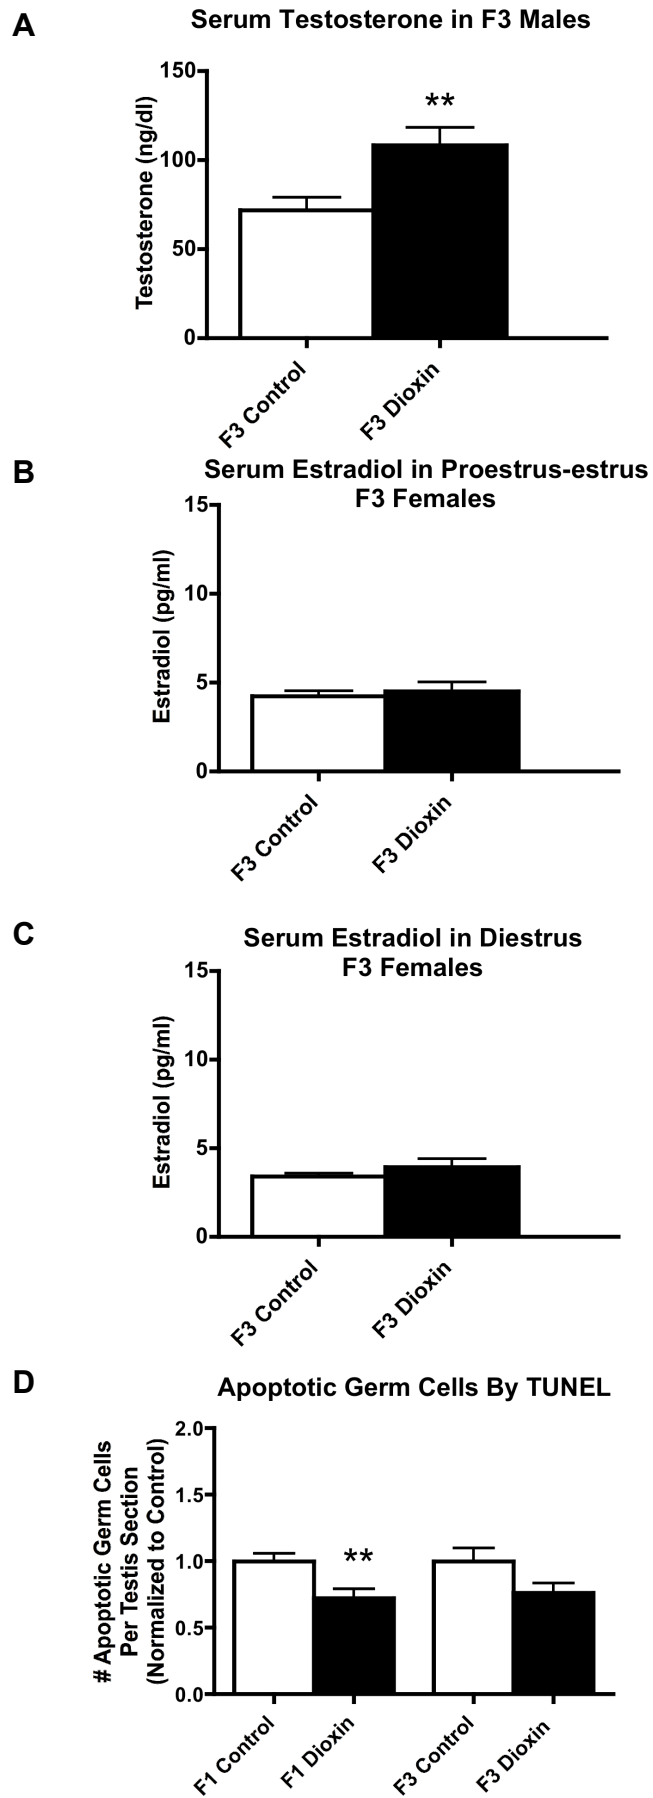 A
Serum Testosterone in F3 Males
Testosterone (ng/dl)
150
100
50
0
**
F3 Control
F3 Dioxin
B
Serum Estradiol in Proestrus-estrus
F3 Females
Estradiol (pg/ml)
15
10
5
0
F3 Control
F3 Dioxin
C
Serum Estradiol in Diestrus
F3 Females
Estradiol (pg/ml)
15
10
5
0
F3 Control
F3 Dioxin
D
Apoptotic Germ Cells By TUNEL
# Apoptotic Germ Cells
Per Testis Section
(Normalized to Control)
2.0
1.5
1.0
0.5
0.0
**
F1 Control
F1 Dioxin
F3 Control
F3 Dioxin